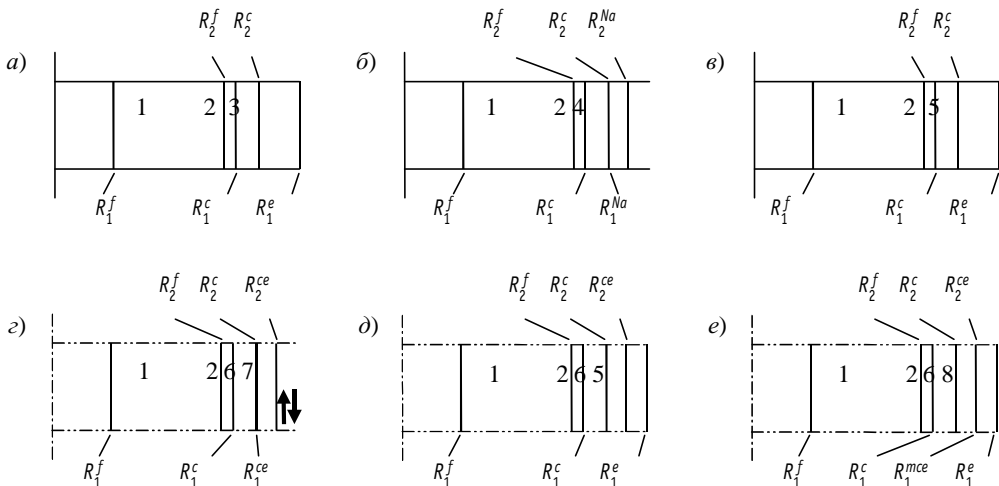 R_2^f R_2^c R_2^f R_2^c R_2^{Na} R_2^f R_2^c
а) б) в)
1 2 3 1 2 4 1 2 5
R_1^f R_1^c R_1^e R_1^f R_1^c R_1^{Na} R_1^f R_1^c R_1^e
R_2^f R_2^c R_2^{ce} R_2^f R_2^c R_2^{ce} R_2^f R_2^c R_2^{ce}
г) д) е)
1 2 6 7 1 2 6 5 1 2 6 8
R_1^f R_1^c R_1^{ce} R_1^f R_1^c R_1^e R_1^f R_1^c R_1^{mce} R_1^e